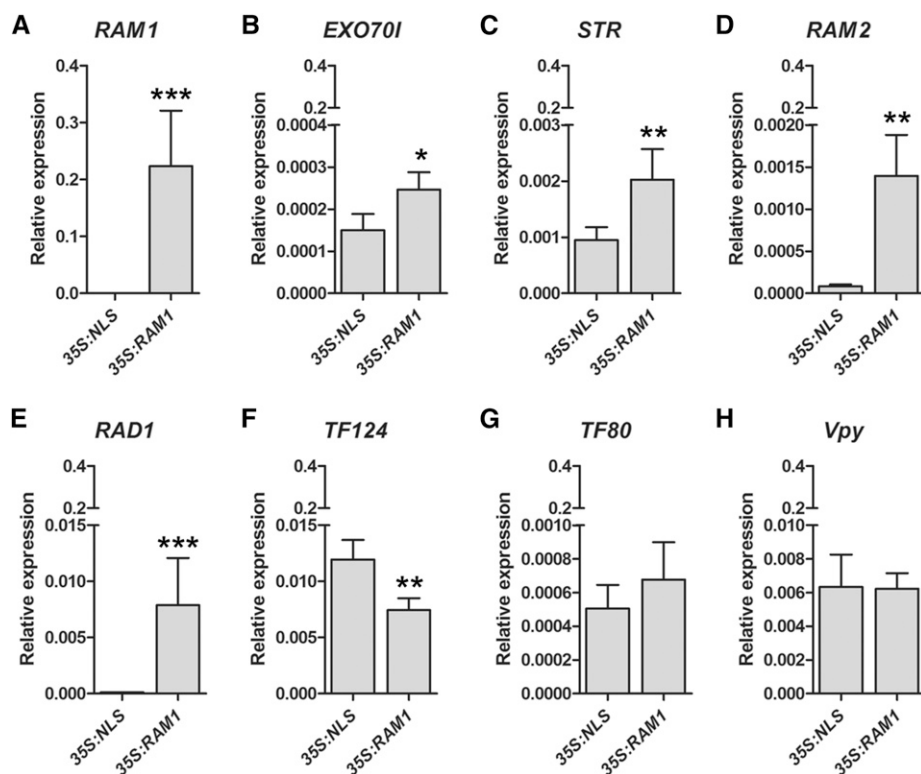 A RAM1
Relative expression
0.4
0.3
0.2
0.1
0.0
***
35S:NLS
35S:RAM1
B EXO70I
Relative expression
0.4
0.2
0.0004
0.0003
0.0002
0.0001
0.0000
*
35S:NLS
35S:RAM1
C STR
Relative expression
0.4
0.2
0.003
0.002
0.001
0.000
**
35S:NLS
35S:RAM1
D RAM2
Relative expression
0.4
0.2
0.0020
0.0015
0.0010
0.0005
0.0000
**
35S:NLS
35S:RAM1
E RAD1
Relative expression
0.4
0.2
0.015
0.010
0.005
0.000
***
35S:NLS
35S:RAM1
F TF124
Relative expression
0.4
0.2
0.015
0.010
0.005
0.000
**
35S:NLS
35S:RAM1
G TF80
Relative expression
0.4
0.2
0.0010
0.0008
0.0006
0.0004
0.0002
0.0000
35S:NLS
35S:RAM1
H Vpy
Relative expression
0.4
0.2
0.010
0.008
0.006
0.004
0.002
0.000
35S:NLS
35S:RAM1